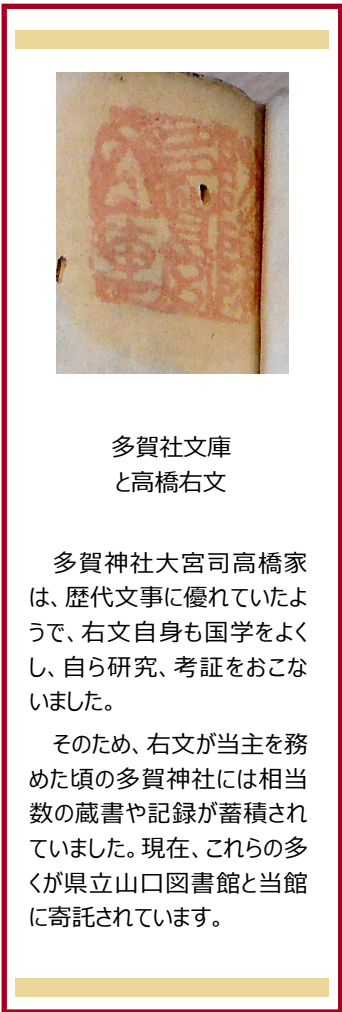 多賀社文庫
と高橋右文
　多賀神社大宮司高橋家
は、歴代文事に優れていたよ
うで、右文自身も国学をよく
し、自ら研究、考証をおこな
いました。
　そのため、右文が当主を務
めた頃の多賀神社には相当
数の蔵書や記録が蓄積され
ていました。現在、これらの多
くが県立山口図書館と当館
に寄託されています。